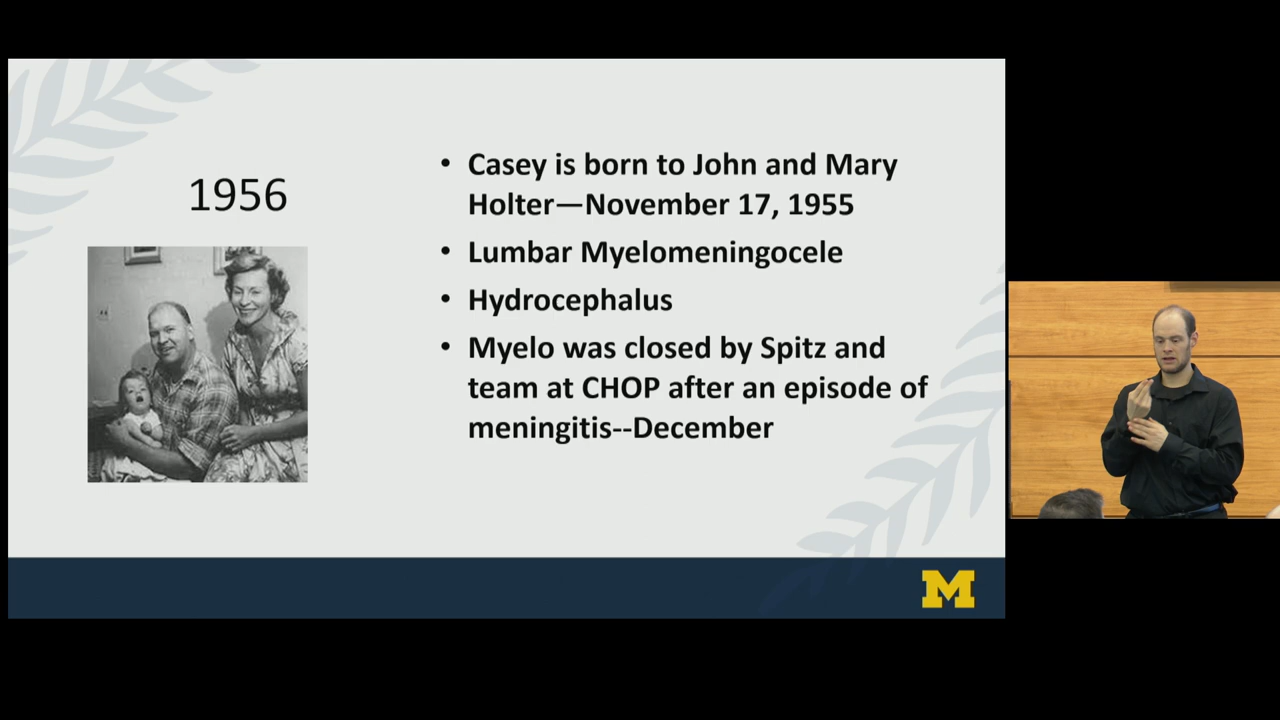 1956
Casey is born to John and Mary
Holter—November 17, 1955
Lumbar Myelomeningocele
Hydrocephalus
Myelo was closed by Spitz and
team at CHOP after an episode of
meningitis--December
M